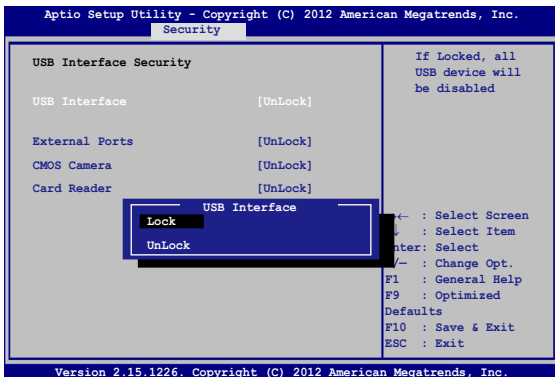 Aptio Setup Utility - Copyright (C) 2012 American Megatrends, Inc.
Security
USB Interface Security
USB Interface [UnLock]
External Ports [UnLock]
CMOS Camera [UnLock]
Card Reader [UnLock]
USB Interface
Lock
UnLock
If Locked, all
USB device will
be disabled
→← : Select Screen
↓ : Select Item
nter: Select
/— : Change Opt.
F1 : General Help
F9 : Optimized
Defaults
F10 : Save & Exit
ESC : Exit
Version 2.15.1226. Copyright (C) 2012 American Megatrends, Inc.